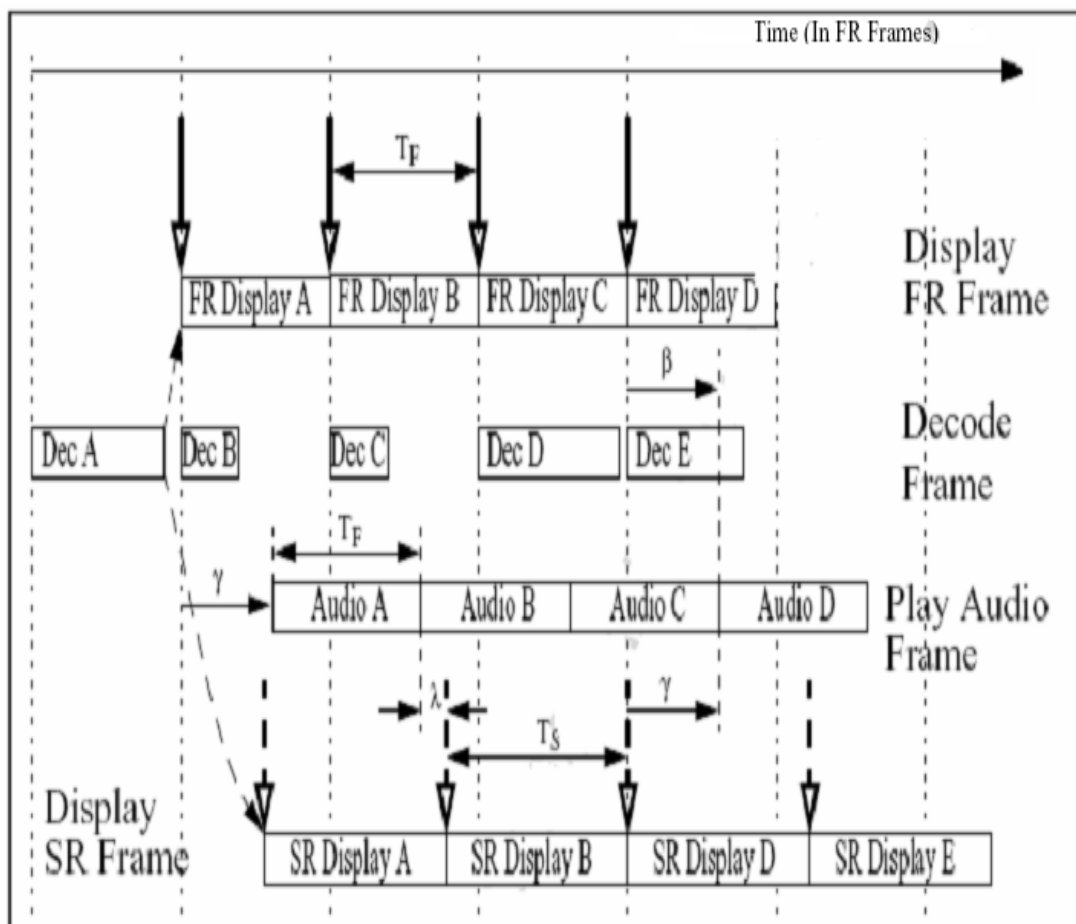 Time (In FR Frames)
T_F
FR Display A FR Display B FR Display C FR Display D
Display
FR Frame
β
Dec A Dec B Dec C Dec D Dec E
Decode
Frame
T_F
γ
Audio A Audio B Audio C Audio D
Play Audio
Frame
λ γ
T_S
Display
SR Frame
SR Display A SR Display B SR Display D SR Display E